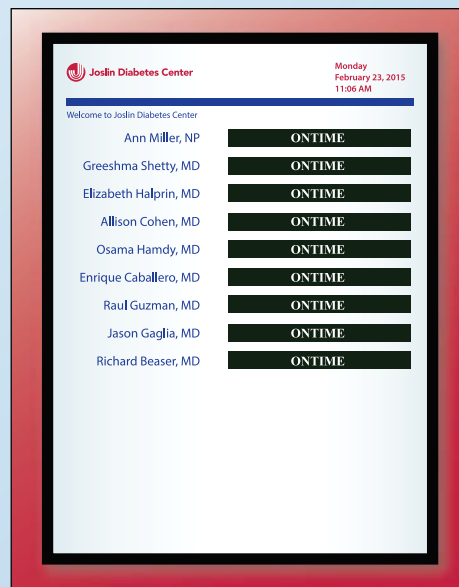 Joslin Diabetes Center
Monday
February 23, 2015
11:06 AM
Welcome to Joslin Diabetes Center
Ann Miller, NP ONTIME
Greeshma Shetty, MD ONTIME
Elizabeth Halprin, MD ONTIME
Allison Cohen, MD ONTIME
Osama Hamdy, MD ONTIME
Enrique Caballero, MD ONTIME
Raul Guzman, MD ONTIME
Jason Gaglia, MD ONTIME
Richard Beaser, MD ONTIME